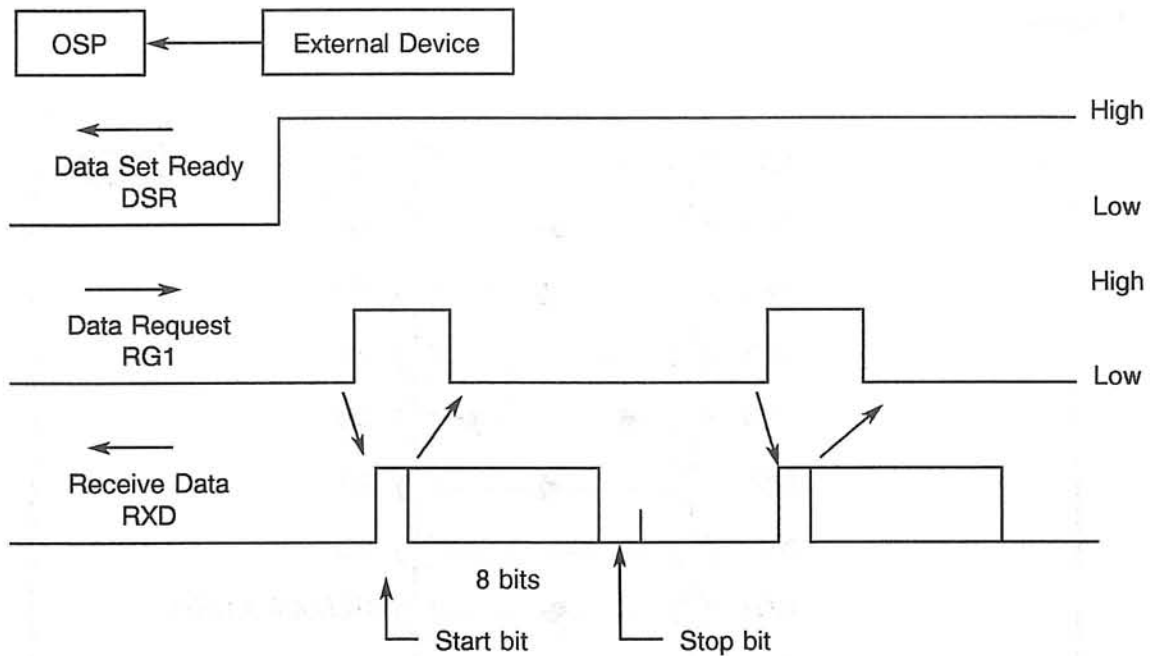 OSP
External Device
High
Data Set Ready
DSR
Low
High
Data Request
RG1
Low
Receive Data
RXD
8 bits
Start bit
Stop bit